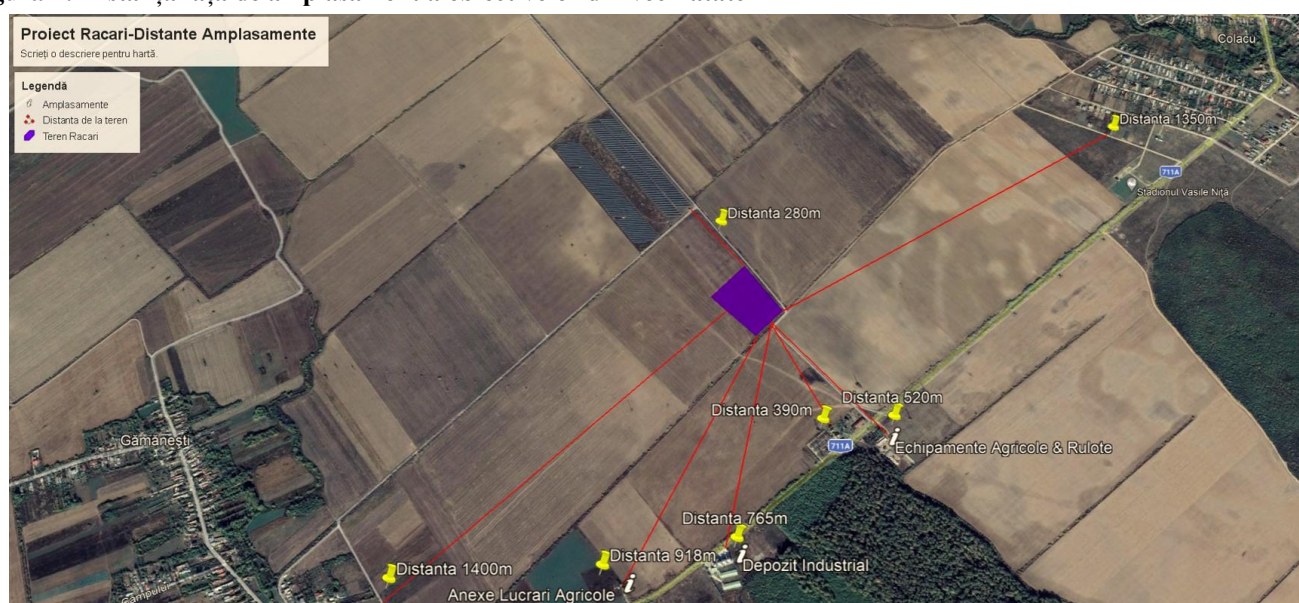 Proiect Racari-Distante Amplasamente
Scrieți o descriere pentru hartă.
Legendă
Amplasamente
Distanta de la teren
Teren Racari
Colacu
Distanta 1350m
711A
Stadionul Vasile Niță
Distanta 280m
Distanta 390m
Distanta 520m
711A
Echipamente Agricole & Rulote
Gămănești
Distanta 765m
Depozit Industrial
Distanta 918m
Distanta 1400m
Anexe Lucrari Agricole
Câmpului